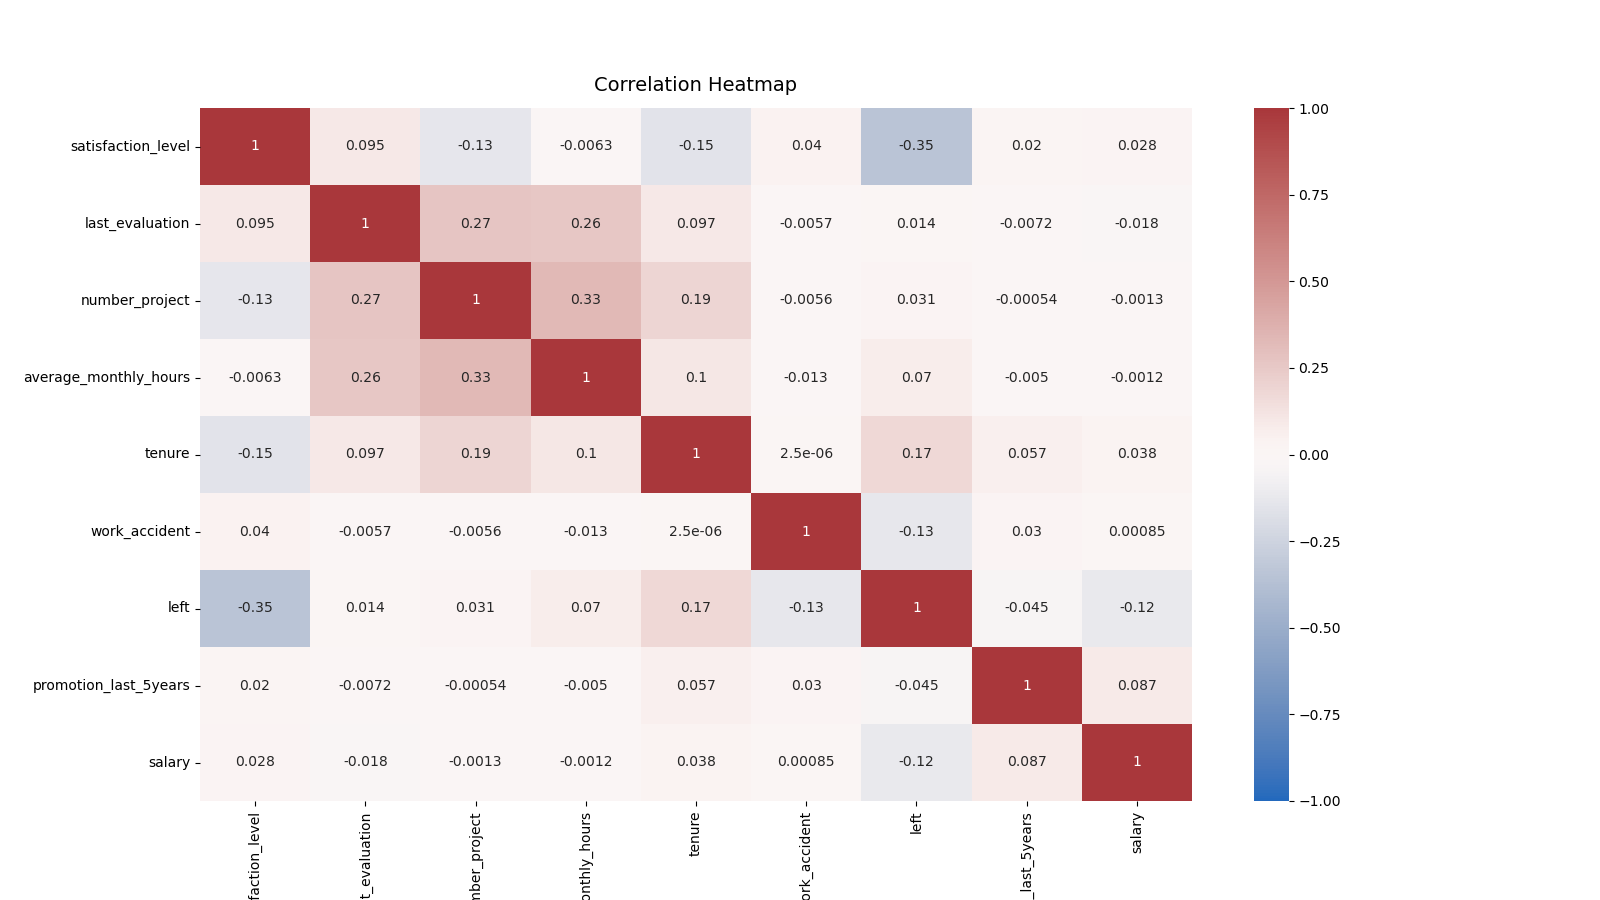 Correlation Heatmap
satisfaction_level 1 0.095 -0.13 -0.0063 -0.15 0.04 -0.35 0.02 0.028
last_evaluation 0.095 1 0.27 0.26 0.097 -0.0057 0.014 -0.0072 -0.018
number_project -0.13 0.27 1 0.33 0.19 -0.0056 0.031 -0.00054 -0.0013
average_monthly_hours -0.0063 0.26 0.33 1 0.1 -0.013 0.07 -0.005 -0.0012
tenure -0.15 0.097 0.19 0.1 1 2.5e-06 0.17 0.057 0.038
work_accident 0.04 -0.0057 -0.0056 -0.013 2.5e-06 1 -0.13 0.03 0.00085
left -0.35 0.014 0.031 0.07 0.17 -0.13 1 -0.045 -0.12
promotion_last_5years 0.02 -0.0072 -0.00054 -0.005 0.057 0.03 -0.045 1 0.087
salary 0.028 -0.018 -0.0013 -0.0012 0.038 0.00085 -0.12 0.087 1
faction_level
t_evaluation
mber_project
onthly_hours
tenure
ork_accident
left
_last_5years
salary
1.00
0.75
0.50
0.25
0.00
−0.25
−0.50
−0.75
−1.00